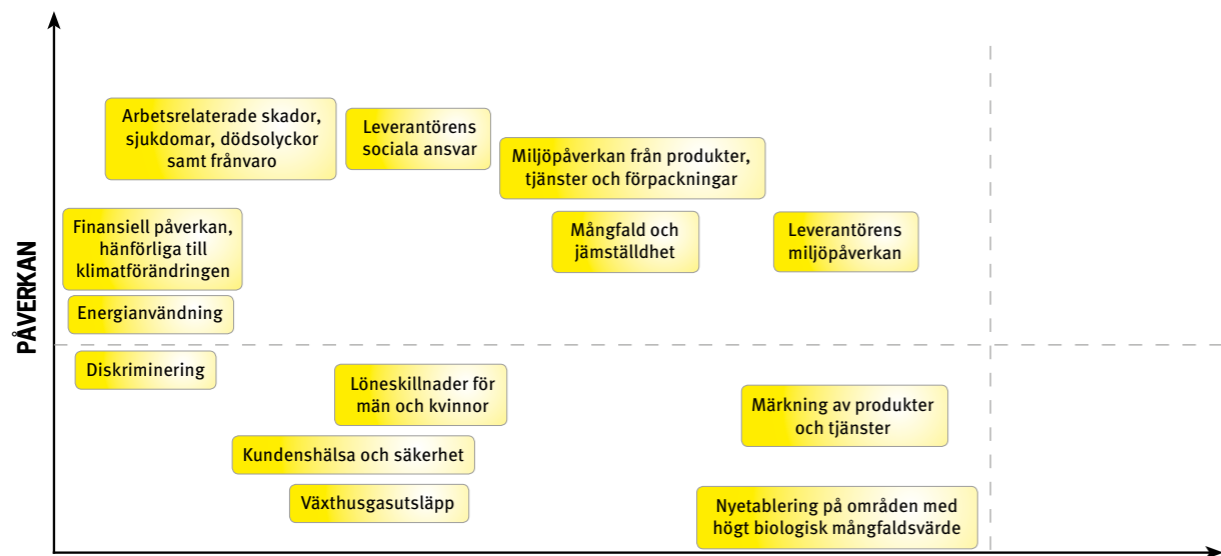 Arbetsrelaterade skador,
sjukdomar, dödsolyckor
samt frånvaro
Leverantörens
sociala ansvar
Miljöpåverkan från produkter,
tjänster och förpackningar
Finansiell påverkan,
hänförliga till
klimatförändringen
Mångfald och
jämställdhet
Leverantörens
miljöpåverkan
PÅVERKAN
Energianvändning
Diskriminering
Löneskillnader för
män och kvinnor
Märkning av produkter
och tjänster
Kundenshälsa och säkerhet
Växthusgasutsläpp
Nyetablering på områden med
högt biologisk mångfaldsvärde